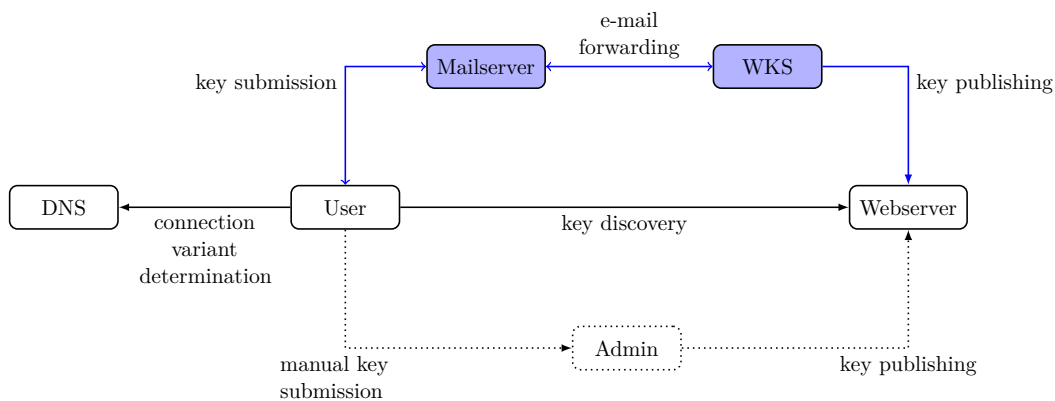 e-mail
forwarding
Mailserver
WKS
key submission
key publishing
DNS
User
Webserver
connection
variant
determination
key discovery
Admin
manual key
submission
key publishing